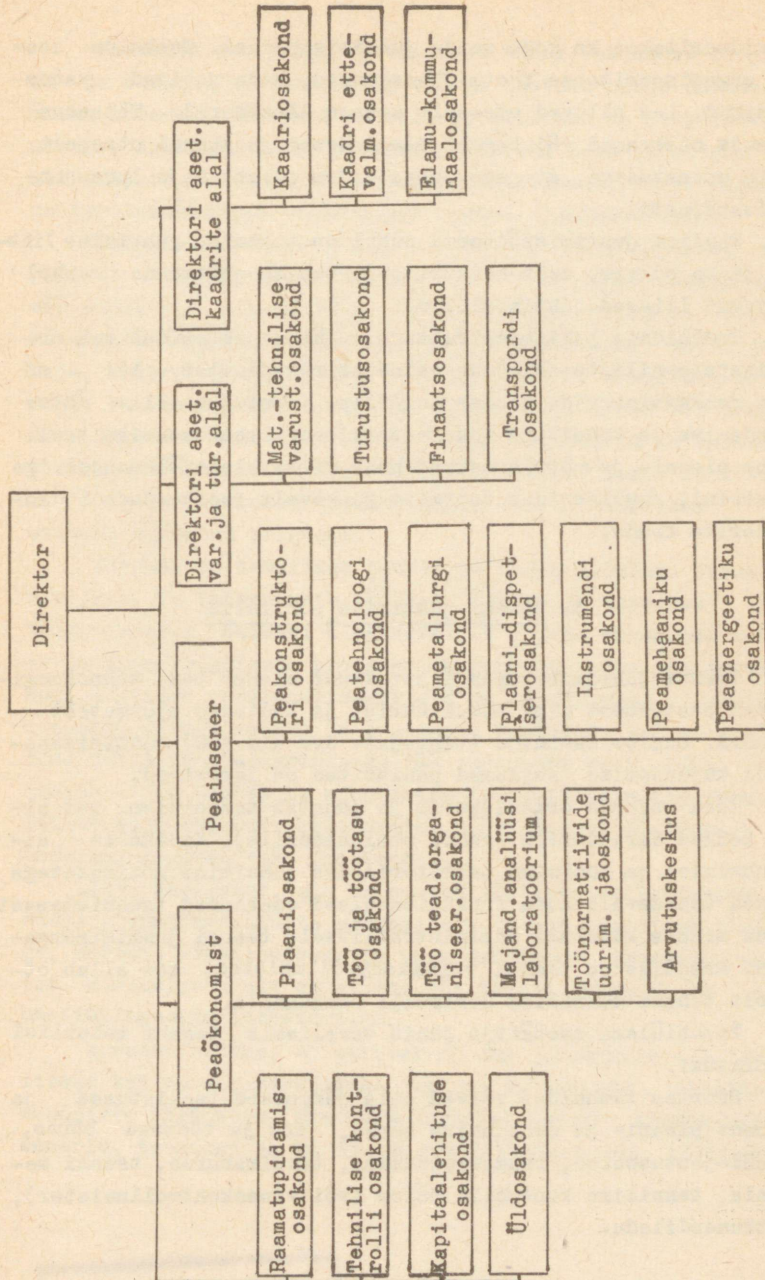 Direktor
Peaökonomist
Peainsener
Direktori aset.
var.ja tur.alal
Direktori aset.
kaadrite alal
Raamatupidamis-
osakond
Tehnilise kont-
rolli osakond
Kapitaalehituse
osakond
Üldosakond
Plaaniosakond
Töö ja töötasu
osakond
Töö tead.orga-
niseer.osakond
Majand.analüüsi
laboratoorium
Töönormatiivide
uurim. jaoskond
Arvutuskeskus
Peakonstrukto-
ri osakond
Peatehnoloogi
osakond
Peametallurgi
osakond
Plaani-dispet-
šerosakond
Instrumendi
osakond
Peamehaaniku
osakond
Peaenergeetiku
osakond
Mat.-tehnilise
varust.osakond
Turustusosakond
Finantsosakond
Transpordi
osakond
Kaadriosakond
Kaadri ette-
valm.osakond
Elamu-kommu-
naalosakond